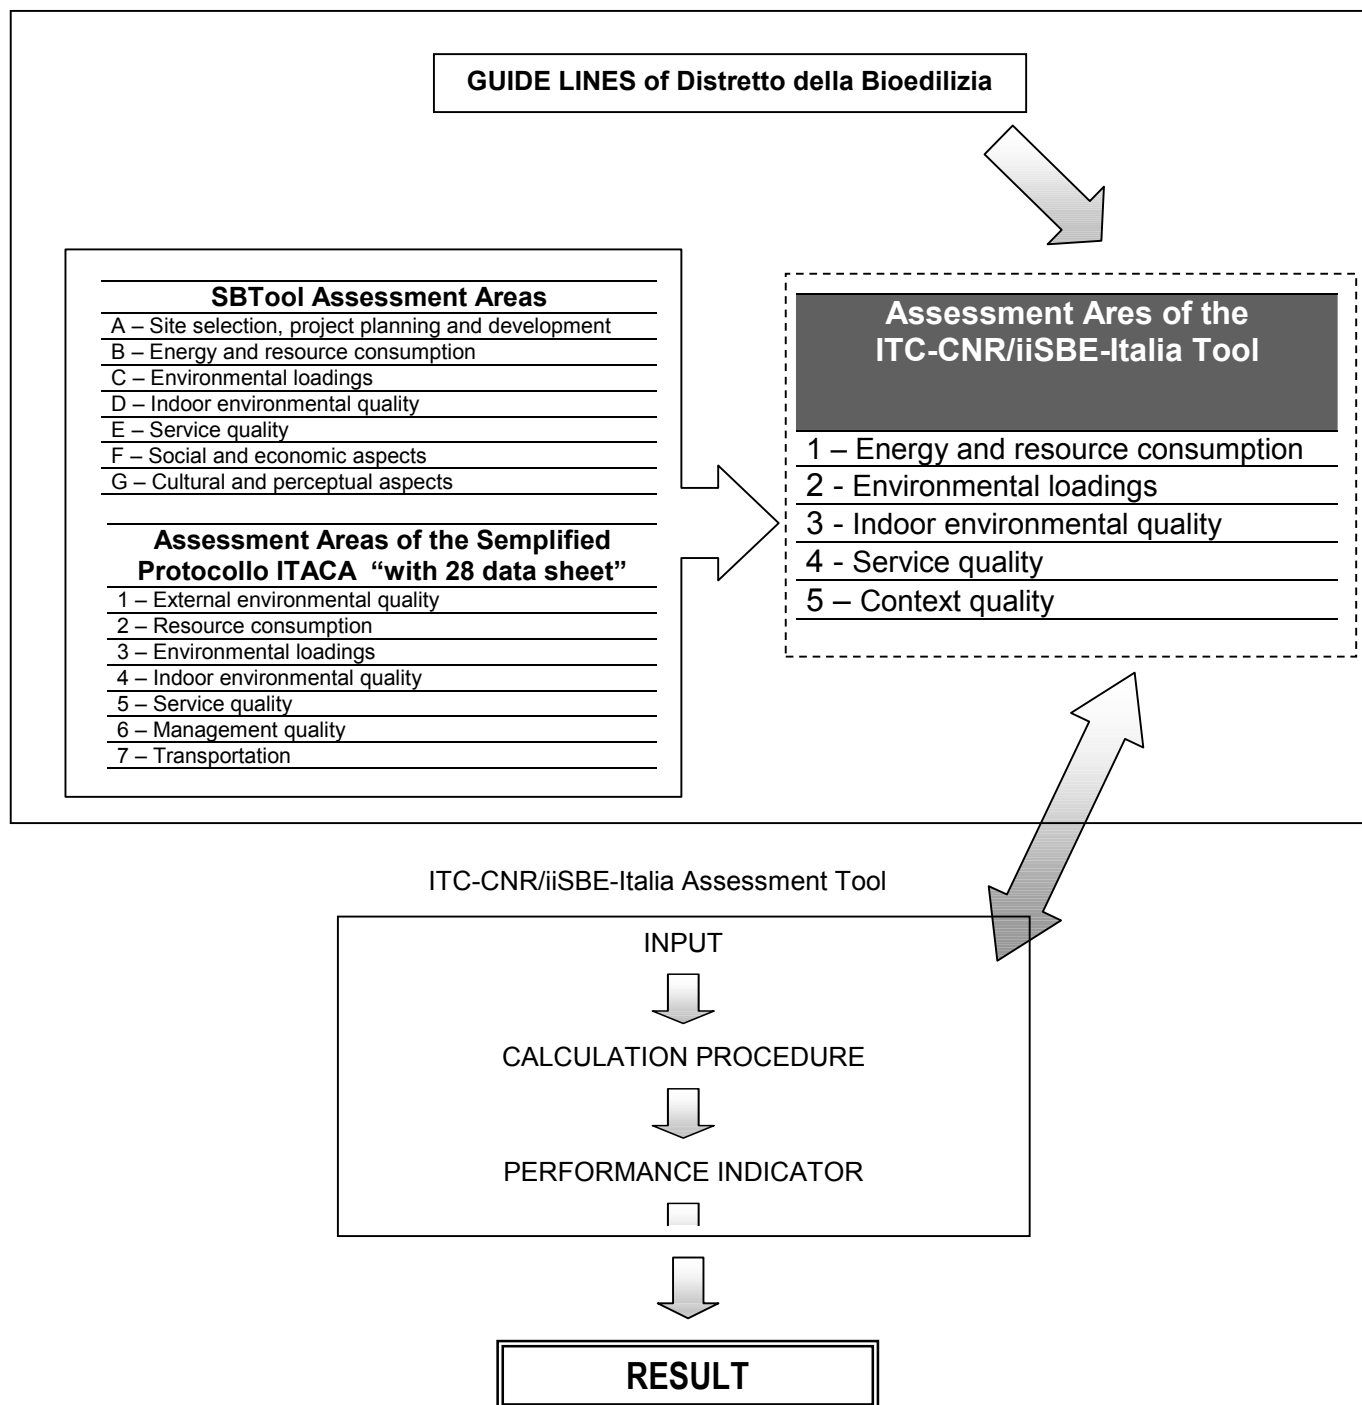 GUIDE LINES of Distretto della Bioedilizia
SBTool Assessment Areas
A – Site selection, project planning and development
B – Energy and resource consumption
C – Environmental loadings
D – Indoor environmental quality
E – Service quality
F – Social and economic aspects
G – Cultural and perceptual aspects
Assessment Areas of the Semplified
Protocollo ITACA “with 28 data sheet”
1 – External environmental quality
2 – Resource consumption
3 – Environmental loadings
4 – Indoor environmental quality
5 – Service quality
6 – Management quality
7 – Transportation
Assessment Ares of the
ITC-CNR/iiSBE-Italia Tool
1 – Energy and resource consumption
2 - Environmental loadings
3 - Indoor environmental quality
4 - Service quality
5 – Context quality
ITC-CNR/iiSBE-Italia Assessment Tool
INPUT
CALCULATION PROCEDURE
PERFORMANCE INDICATOR
RESULT